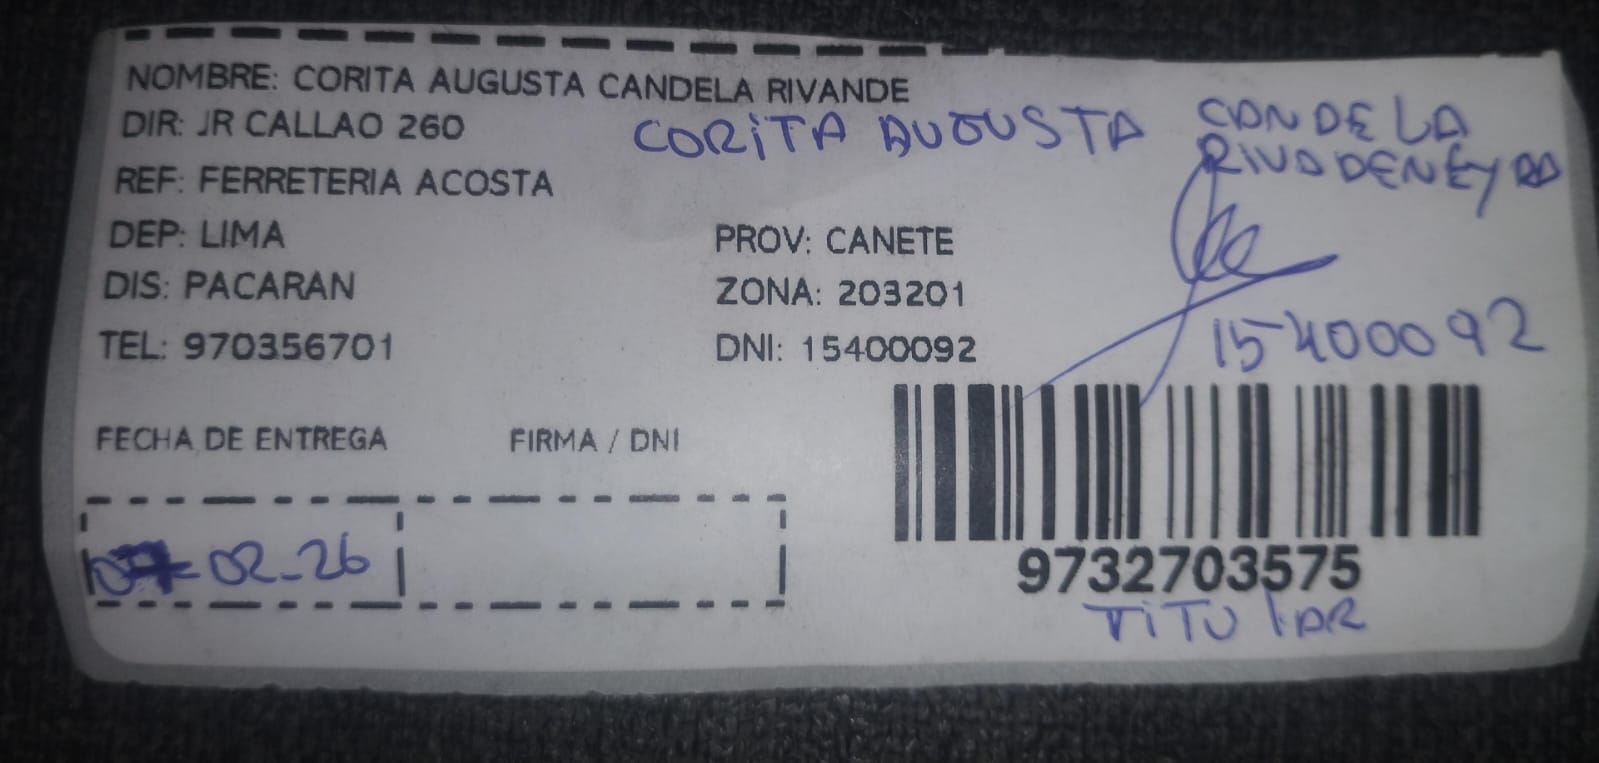 NOMBRE: CORITA AUGUSTA CANDELA RIVANDE
DIR: JR CALLAO 260
CORITA AUGUSTA CANDELA
RIVADENEYRA
REF: FERRETERIA ACOSTA
DEP: LIMA PROV: CANETE
DIS: PACARAN ZONA: 203201
TEL: 970356701 DNI: 15400092
15400092
FECHA DE ENTREGA FIRMA / DNI
02-26
9732703575
TITULAR